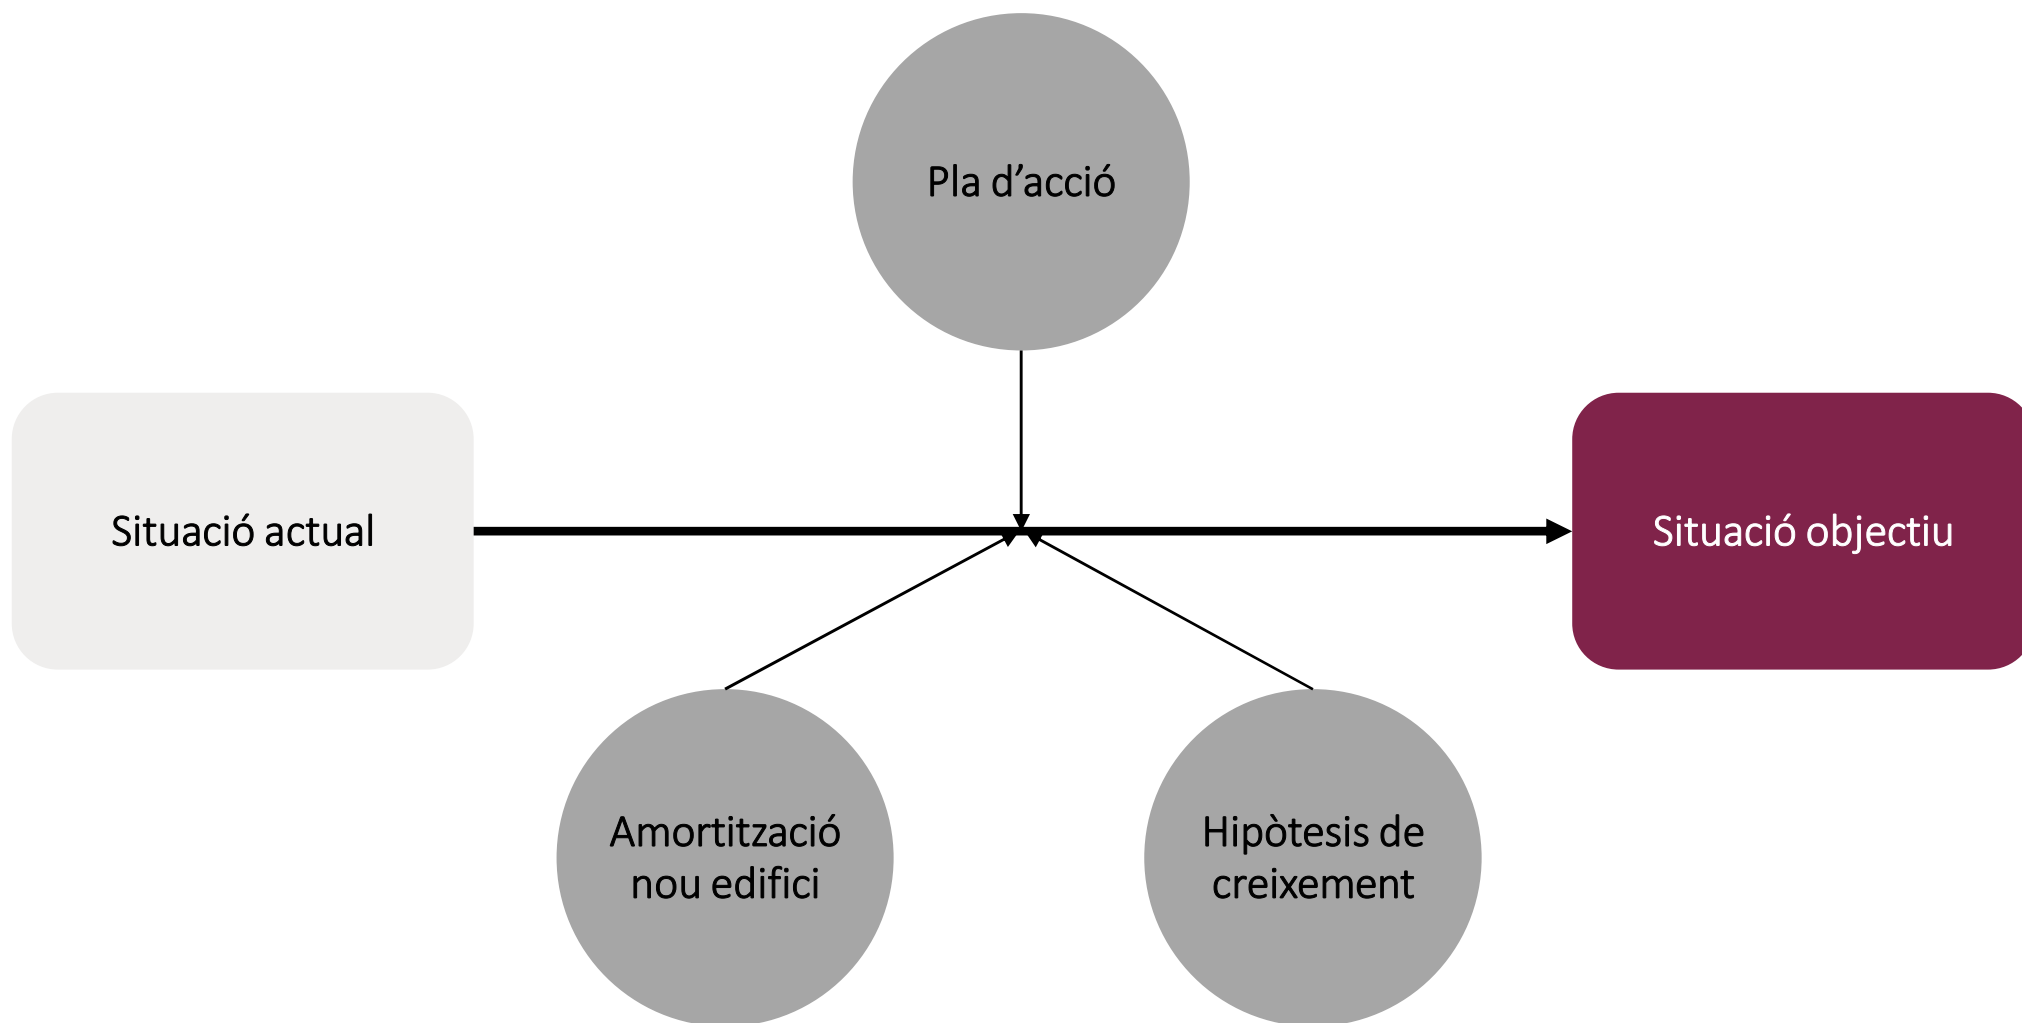 Pla d’acció
Situació actual
Situació objectiu
Amortització
nou edifici
Hipòtesis de
creixement